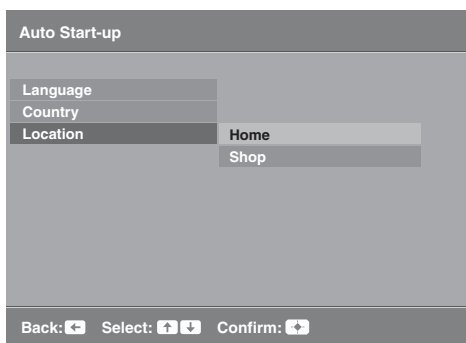 Auto Start-up
Language
Country
Location
Home
Shop
Back: Select: Confirm: